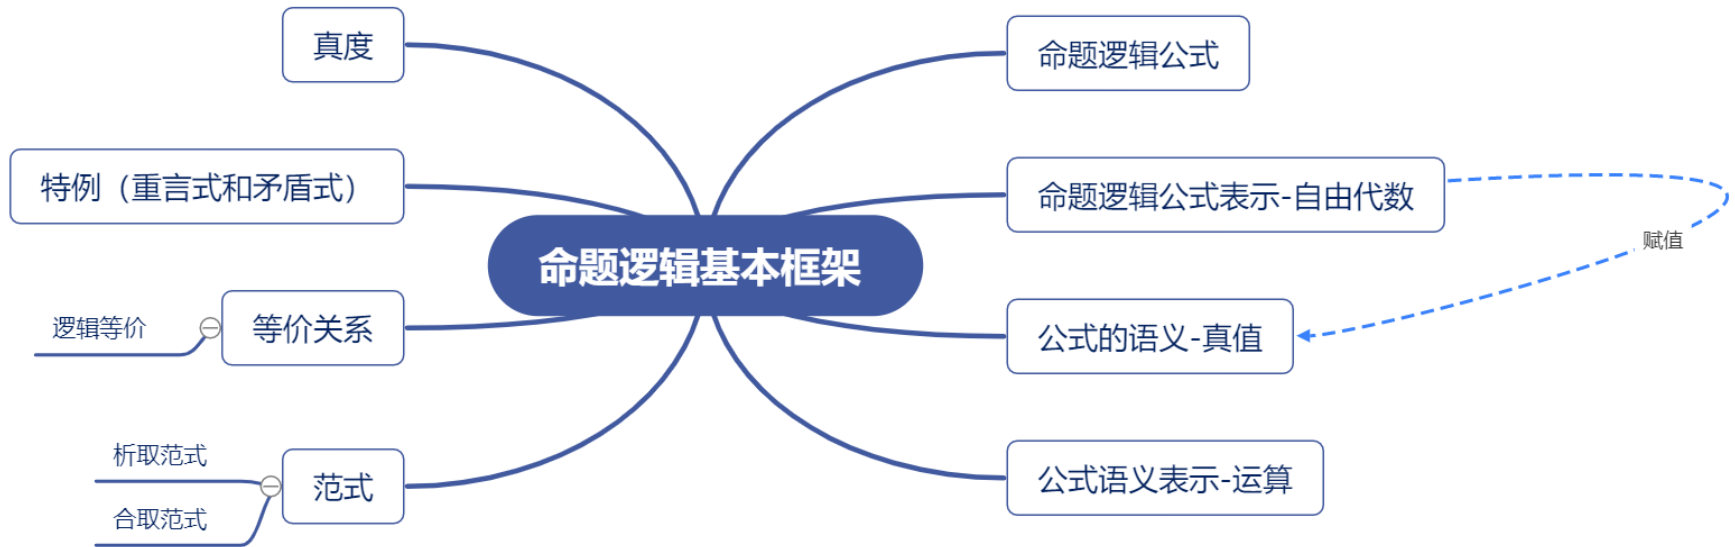 命题逻辑基本框架
命题逻辑公式
命题逻辑公式表示-自由代数
赋值
公式的语义-真值
公式语义表示-运算
真度
特例（重言式和矛盾式）
等价关系
逻辑等价
范式
析取范式
合取范式